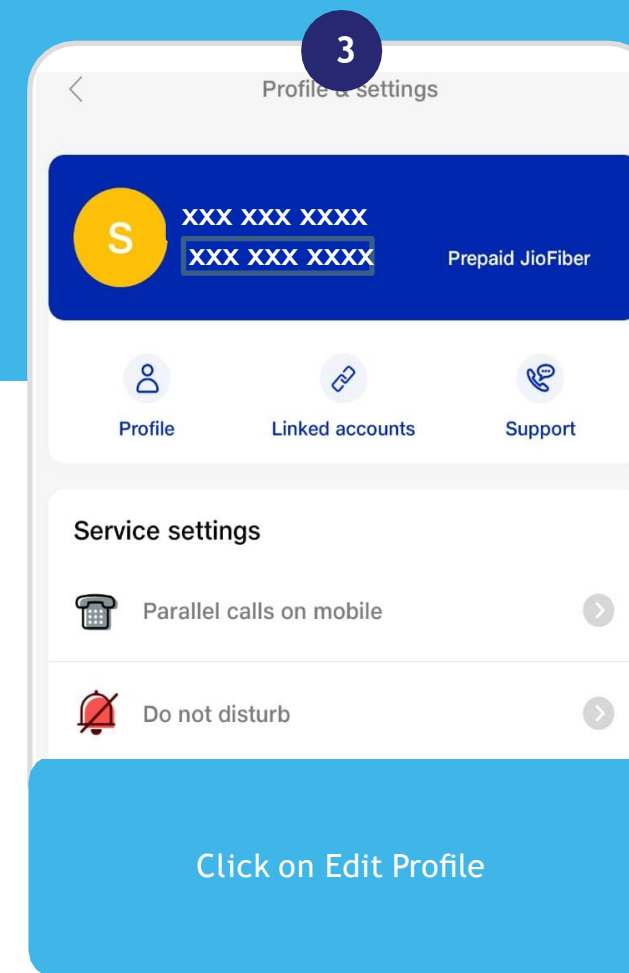 3
Profile & settings
S
XXX XXX XXXX
XXX XXX XXXX
Prepaid JioFiber
Profile
Linked accounts
Support
Service settings
Parallel calls on mobile
Do not disturb
Click on Edit Profile